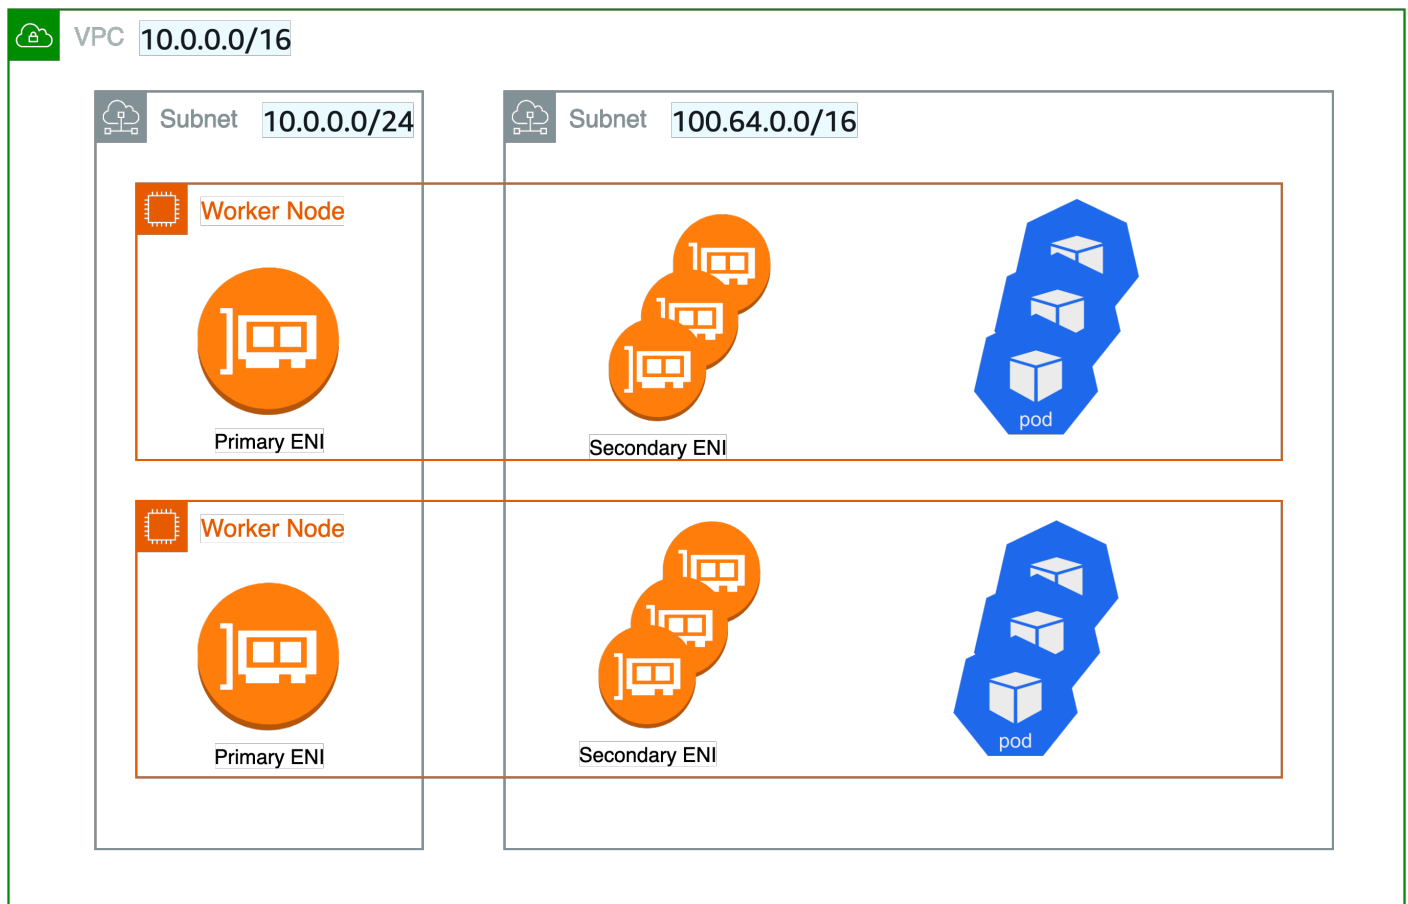 VPC 10.0.0.0/16
Subnet 10.0.0.0/24
Subnet 100.64.0.0/16
Worker Node
Primary ENI
Secondary ENI
pod
Worker Node
Primary ENI
Secondary ENI
pod